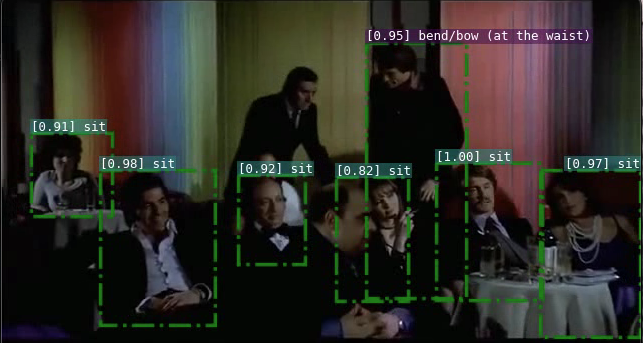 [0.95] bend/bow (at the waist)
[0.91] sit
[0.98] sit
[0.92] sit
[0.82] sit
[1.00] sit
[0.97] sit